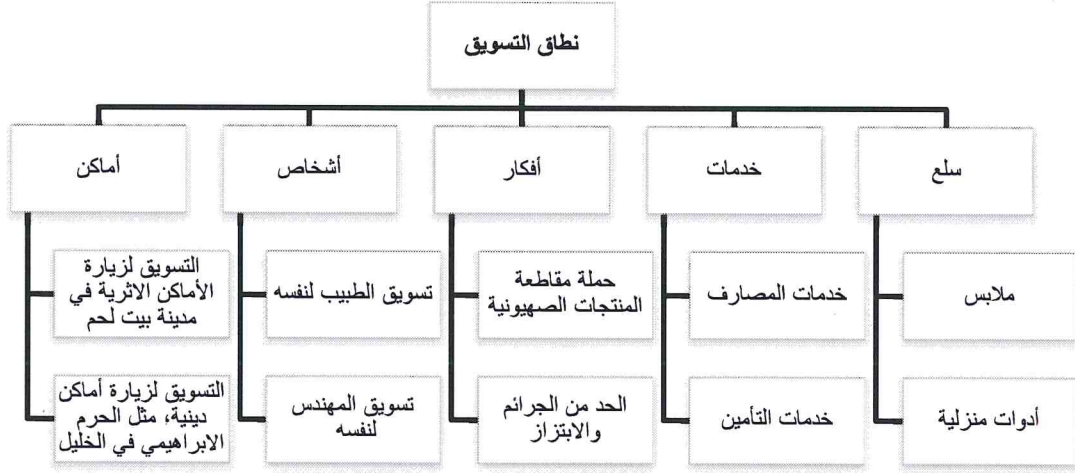 نطاق التسويق
سلع
خدمات
أفكار
أشخاص
أماكن
ملابس
خدمات المصارف
حملة مقاطعة
المنتجات الصهيونية
تسويق الطبيب لنفسه
التسويق لزيارة
الأماكن الاثرية في
مدينة بيت لحم
أدوات منزلية
خدمات التأمين
الحد من الجرائم
والابتزاز
تسويق المهندس
لنفسه
التسويق لزيارة أماكن
دينية، مثل الحرم
الابراهيمي في الخليل